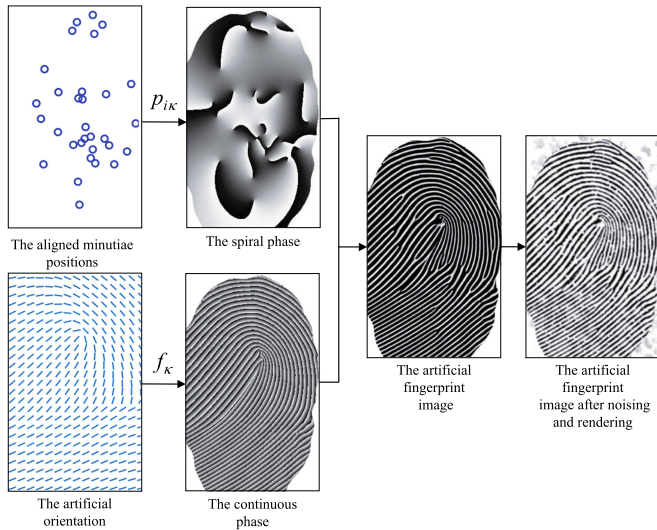 p_{iκ}
The aligned minutiae
positions
The spiral phase
f_κ
The artificial
orientation
The continuous
phase
The artificial
fingerprint
image
The artificial
fingerprint
image after noising
and rendering